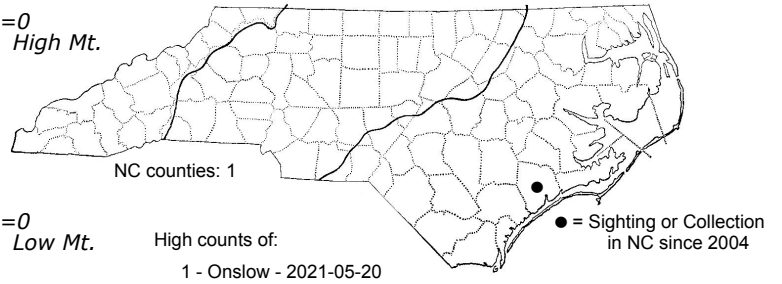 =0
High Mt.
NC counties: 1
=0
Low Mt.
High counts of:
1 - Onslow - 2021-05-20
● = Sighting or Collection
in NC since 2004